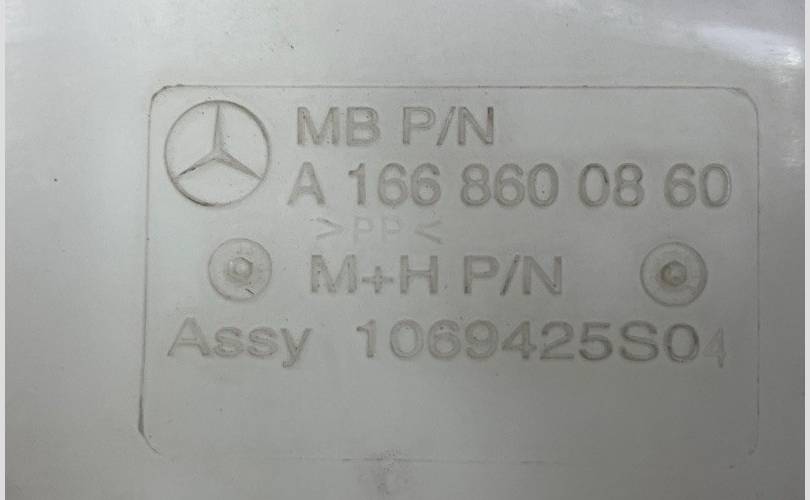 MB P/N
A 166 860 08 60
>PP<
M+H P/N
Assy 1069425S04